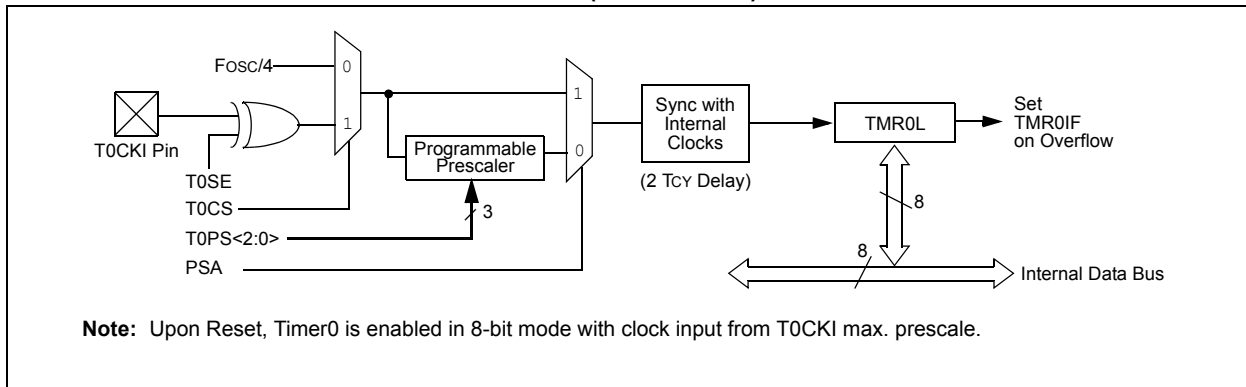 FOSC/4
0
1
T0CKI Pin
T0SE
T0CS
T0PS<2:0>
PSA
Programmable
Prescaler
3
1
0
Sync with
Internal
Clocks
(2 TCY Delay)
TMR0L
Set
TMR0IF
on Overflow
8
8
Internal Data Bus
Note: Upon Reset, Timer0 is enabled in 8-bit mode with clock input from T0CKI max. prescale.